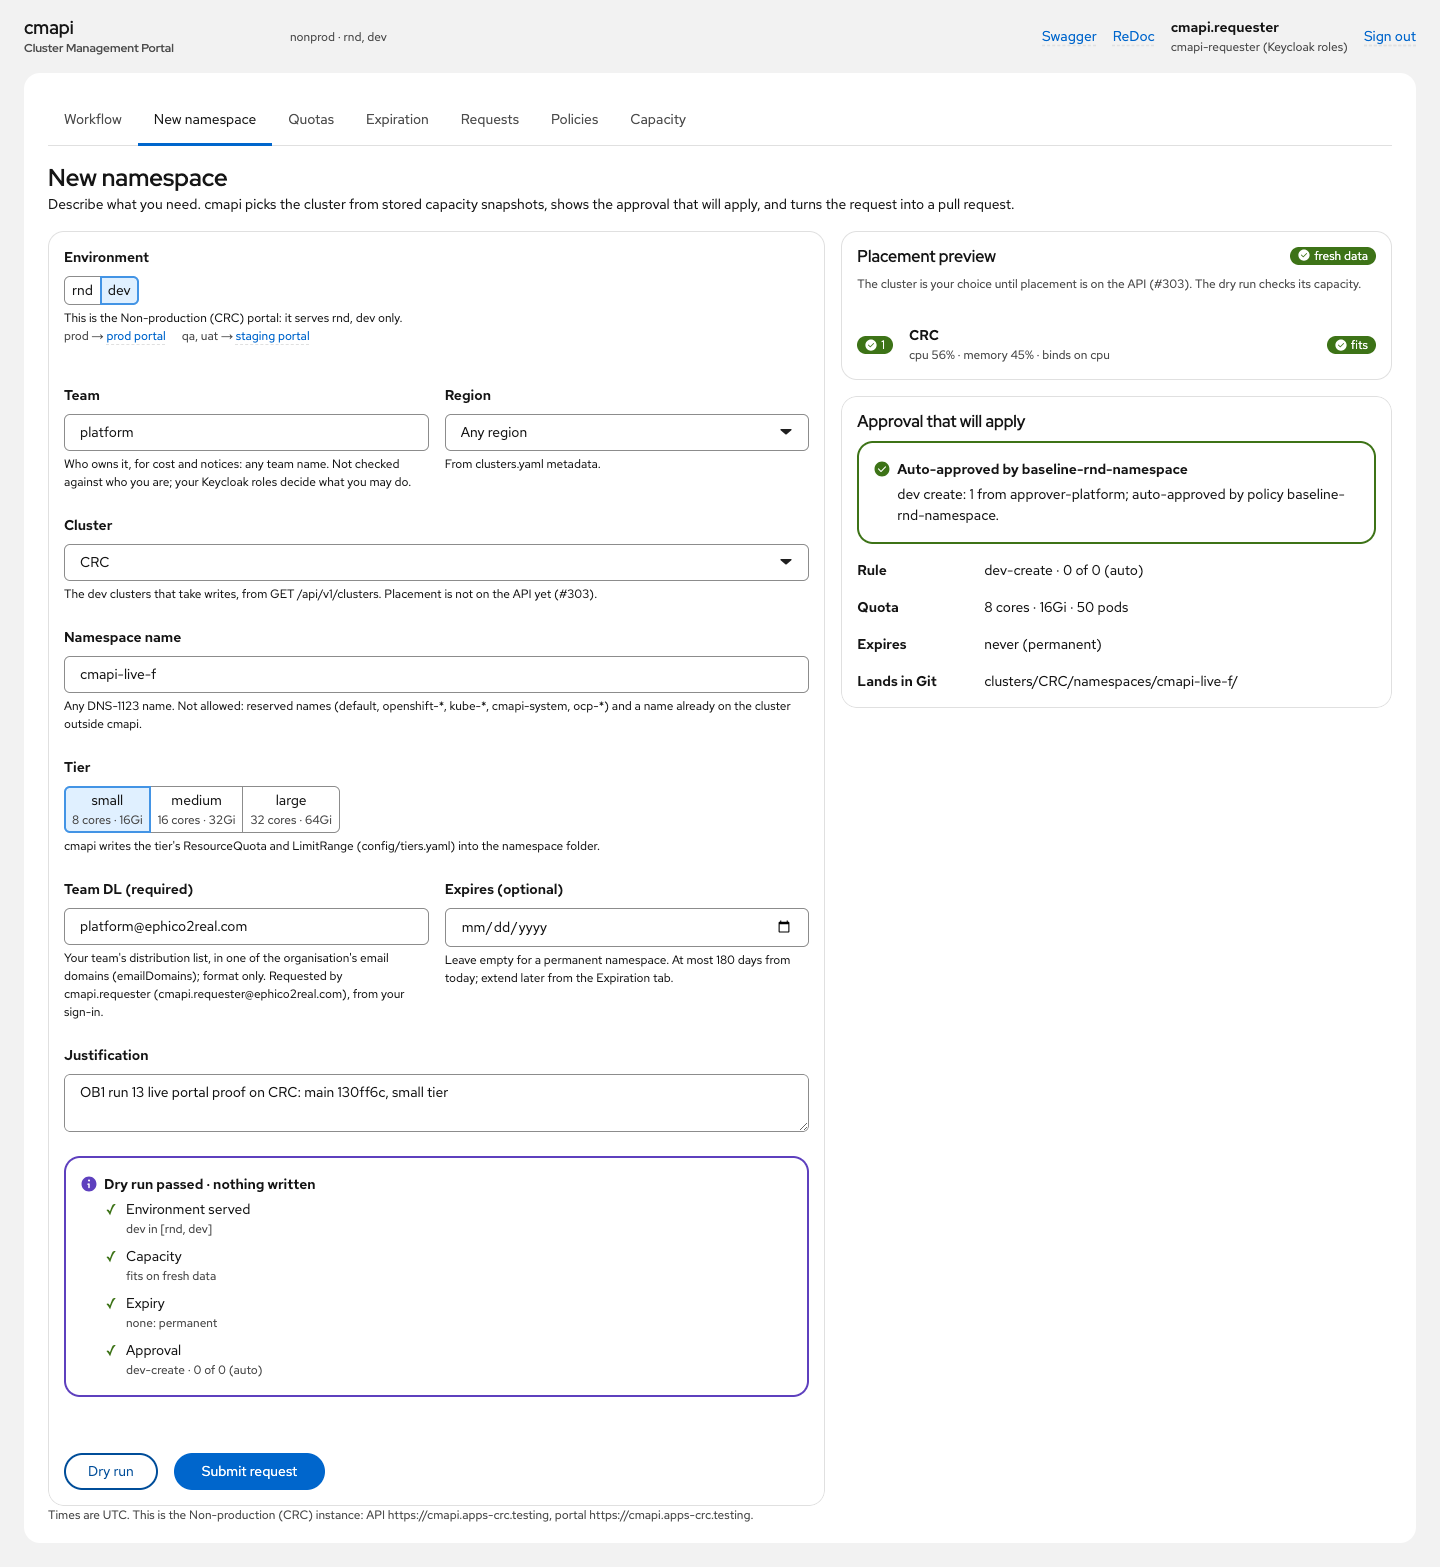 cmapi
Cluster Management Portal
nonprod · rnd, dev
Swagger
ReDoc
cmapi.requester
cmapi-requester (Keycloak roles)
Sign out
Workflow
New namespace
Quotas
Expiration
Requests
Policies
Capacity
New namespace
Describe what you need. cmapi picks the cluster from stored capacity snapshots, shows the approval that will apply, and turns the request into a pull request.
Environment
rnd
dev
This is the Non-production (CRC) portal: it serves rnd, dev only.
prod → prod portal qa, uat → staging portal
Team
platform
Who owns it, for cost and notices: any team name. Not checked
against who you are; your Keycloak roles decide what you may do.
Region
Any region
From clusters.yaml metadata.
Cluster
CRC
The dev clusters that take writes, from GET /api/v1/clusters. Placement is not on the API yet (#303).
Namespace name
cmapi-live-f
Any DNS-1123 name. Not allowed: reserved names (default, openshift-*, kube-*, cmapi-system, ocp-*) and a name already on the cluster
outside cmapi.
Tier
small
8 cores · 16Gi
medium
16 cores · 32Gi
large
32 cores · 64Gi
cmapi writes the tier's ResourceQuota and LimitRange (config/tiers.yaml) into the namespace folder.
Team DL (required)
platform@ephico2real.com
Your team's distribution list, in one of the organisation's email
domains (emailDomains); format only. Requested by
cmapi.requester (cmapi.requester@ephico2real.com), from your
sign-in.
Expires (optional)
mm/dd/yyyy
Leave empty for a permanent namespace. At most 180 days from
today; extend later from the Expiration tab.
Justification
OB1 run 13 live portal proof on CRC: main 130ff6c, small tier
Dry run passed · nothing written
✓ Environment served
dev in [rnd, dev]
✓ Capacity
fits on fresh data
✓ Expiry
none: permanent
✓ Approval
dev-create · 0 of 0 (auto)
Dry run
Submit request
Placement preview
fresh data
The cluster is your choice until placement is on the API (#303). The dry run checks its capacity.
1
CRC
cpu 56% · memory 45% · binds on cpu
fits
Approval that will apply
Auto-approved by baseline-rnd-namespace
dev create: 1 from approver-platform; auto-approved by policy baseline-
rnd-namespace.
Rule dev-create · 0 of 0 (auto)
Quota 8 cores · 16Gi · 50 pods
Expires never (permanent)
Lands in Git clusters/CRC/namespaces/cmapi-live-f/
Times are UTC. This is the Non-production (CRC) instance: API https://cmapi.apps-crc.testing, portal https://cmapi.apps-crc.testing.